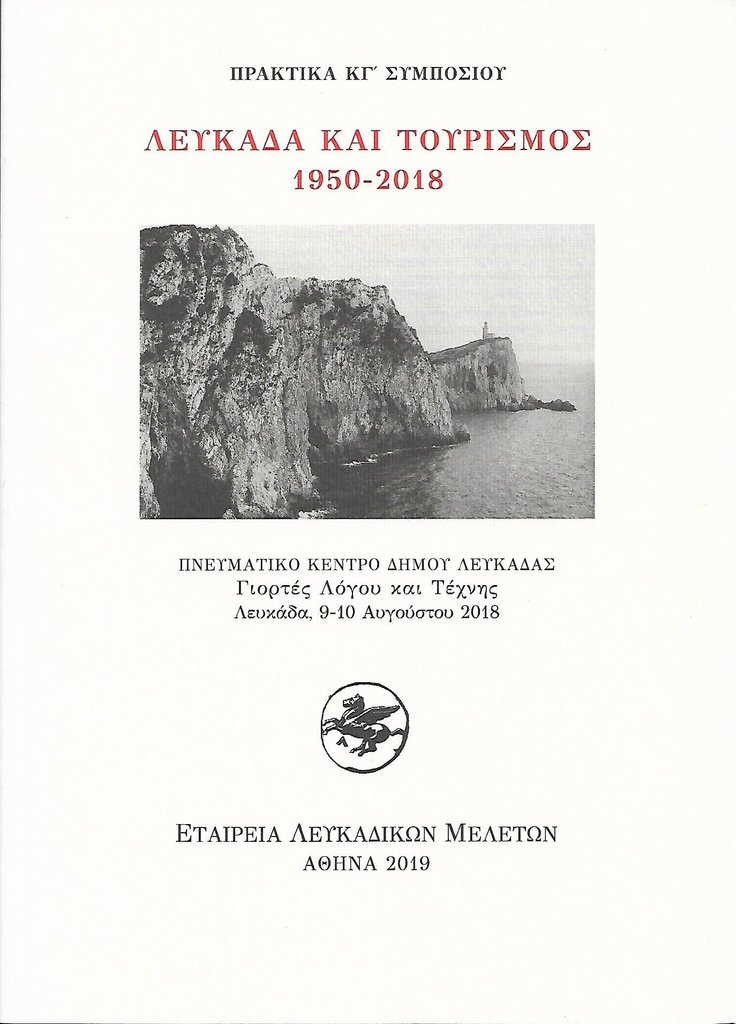 ΠΡΑΚΤΙΚΑ ΚΓ΄ ΣΥΜΠΟΣΙΟΥ
ΛΕΥΚΑΔΑ ΚΑΙ ΤΟΥΡΙΣΜΟΣ
1950-2018
ΠΝΕΥΜΑΤΙΚΟ ΚΕΝΤΡΟ ΔΗΜΟΥ ΛΕΥΚΑΔΑΣ
Γιορτές Λόγου και Τέχνης
Λευκάδα, 9-10 Αυγούστου 2018
Λ
ΕΤΑΙΡΕΙΑ ΛΕΥΚΑΔΙΚΩΝ ΜΕΛΕΤΩΝ
ΑΘΗΝΑ 2019